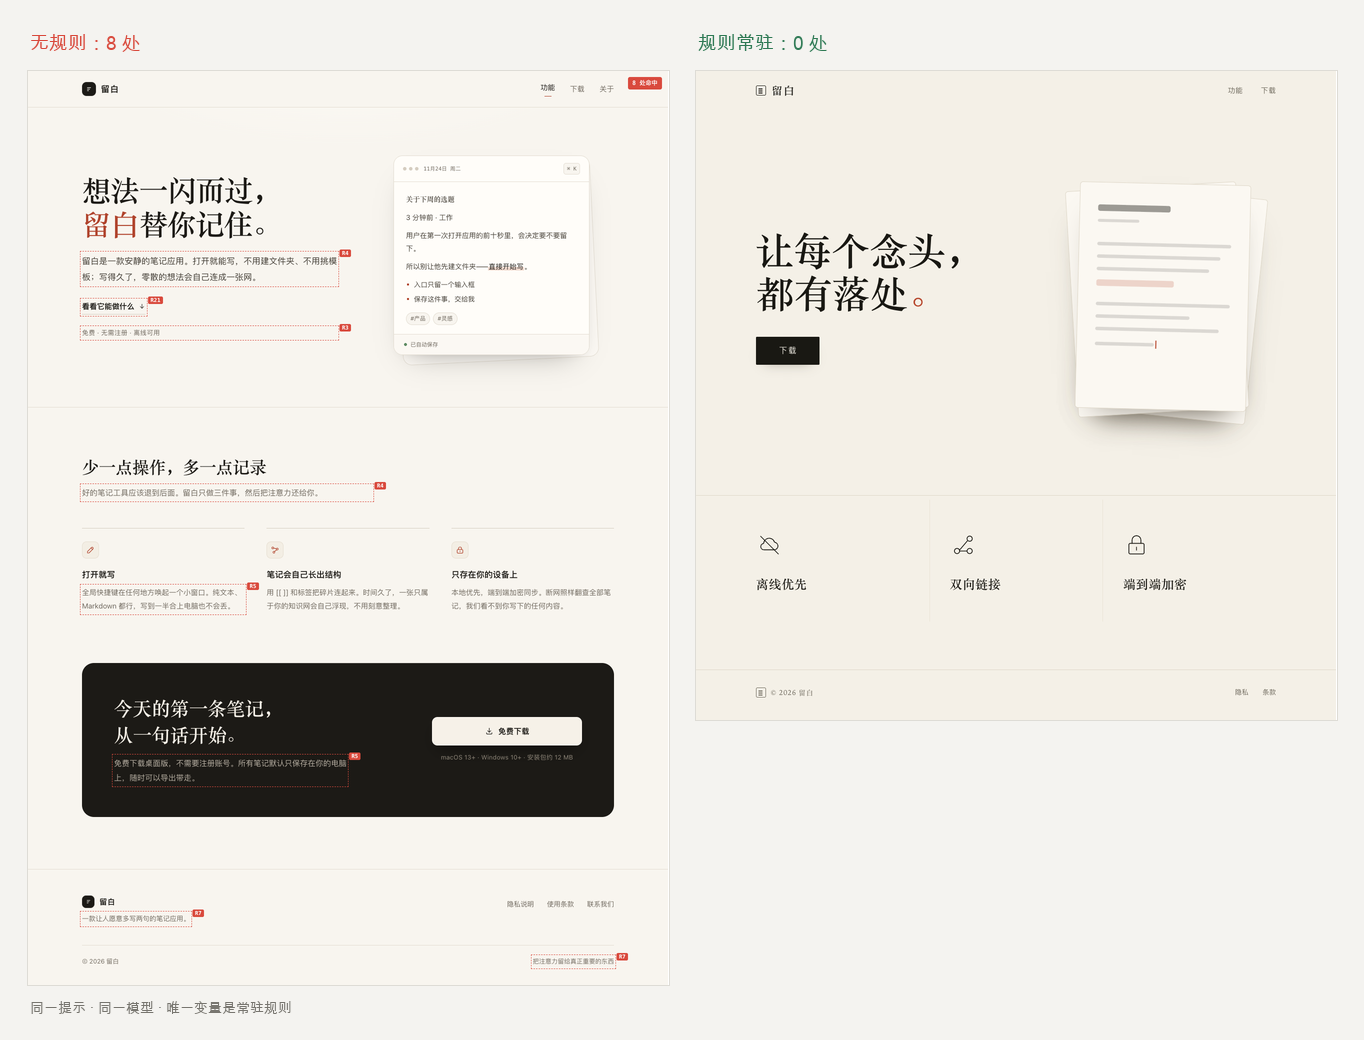 无规则：8 处
留白
功能
下载
关于
8 处命中
想法一闪而过，
留白替你记住。
R4
留白是一款安静的笔记应用。打开就能写，不用建文件夹、不用挑模
板；写得久了，零散的想法会自己连成一张网。
看看它能做什么 ↓
R21
R3
免费 · 无需注册 · 离线可用
11月24日 周二
⌘ K
关于下周的选题
3 分钟前 · 工作
用户在第一次打开应用的前十秒里，会决定要不要留
下。
所以别让他先建文件夹——直接开始写。
入口只留一个输入框
保存这件事，交给我
#产品
#灵感
已自动保存
少一点操作，多一点记录
R4
好的笔记工具应该退到后面。留白只做三件事，然后把注意力还给你。
打开就写
R5
全局快捷键在任何地方唤起一个小窗口。纯文本、
Markdown 都行，写到一半合上电脑也不会丢。
笔记会自己长出结构
用 [[ ]] 和标签把碎片连起来。时间久了，一张只属
于你的知识网会自己浮现，不用刻意整理。
只存在你的设备上
本地优先，端到端加密同步。断网照样翻查全部笔
记，我们看不到你写下的任何内容。
今天的第一条笔记，
从一句话开始。
R5
免费下载桌面版，不需要注册账号。所有笔记默认只保存在你的电脑
上，随时可以导出带走。
免费下载
macOS 13+ · Windows 10+ · 安装包约 12 MB
留白
R7
一款让人愿意多写两句的笔记应用。
隐私说明
使用条款
联系我们
© 2026 留白
R7
把注意力留给真正重要的东西
同一提示 · 同一模型 · 唯一变量是常驻规则
规则常驻：0 处
留白
功能
下载
让每个念头，
都有落处。
下载
离线优先
双向链接
端到端加密
© 2026 留白
隐私
条款